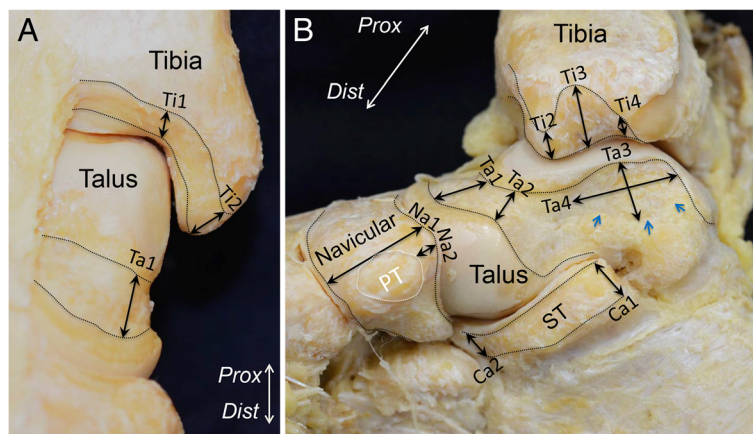 A
Tibia
Ti1
Ti2
Talus
Ta1
Prox
Dist
B
Prox
Dist
Tibia
Ti3
Ti2
Ti4
Ta3
Ta1
Ta2
Ta4
Na1
Na2
Navicular
PT
Talus
ST
Ca1
Ca2